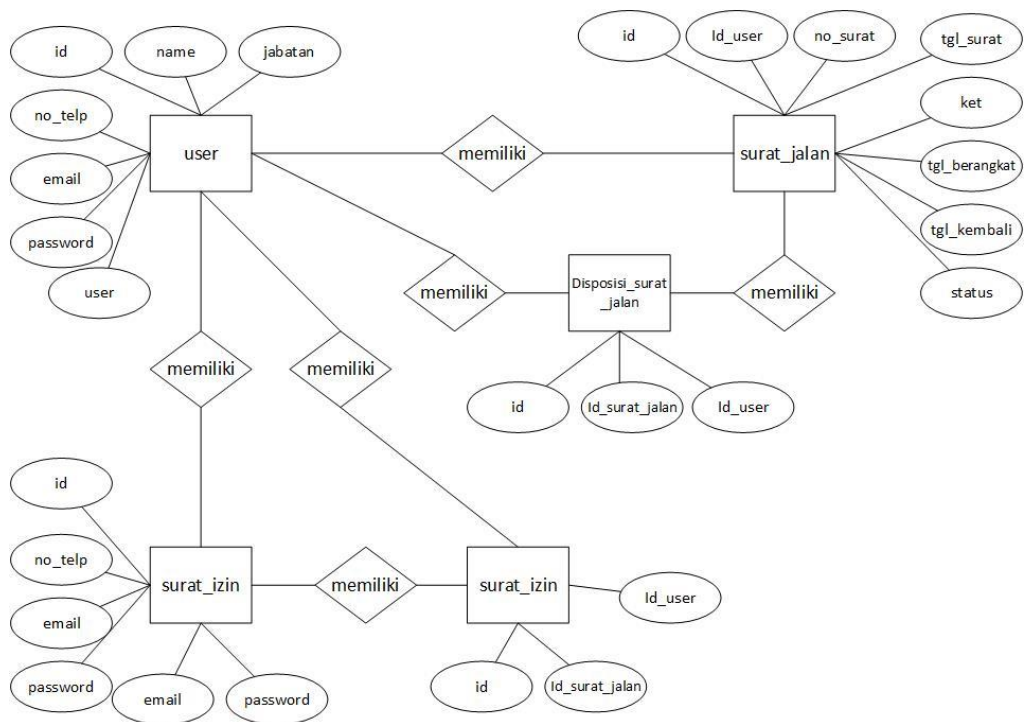 id
name
jabatan
id
Id_user
no_surat
tgl_surat
no_telp
ket
user
memiliki
surat_jalan
email
tgl_berangkat
password
tgl_kembali
user
memiliki
Disposisi_surat
_jalan
memiliki
status
memiliki
memiliki
id
Id_surat_jalan
Id_user
id
no_telp
surat_izin
memiliki
surat_izin
Id_user
email
password
email
password
id
Id_surat_jalan